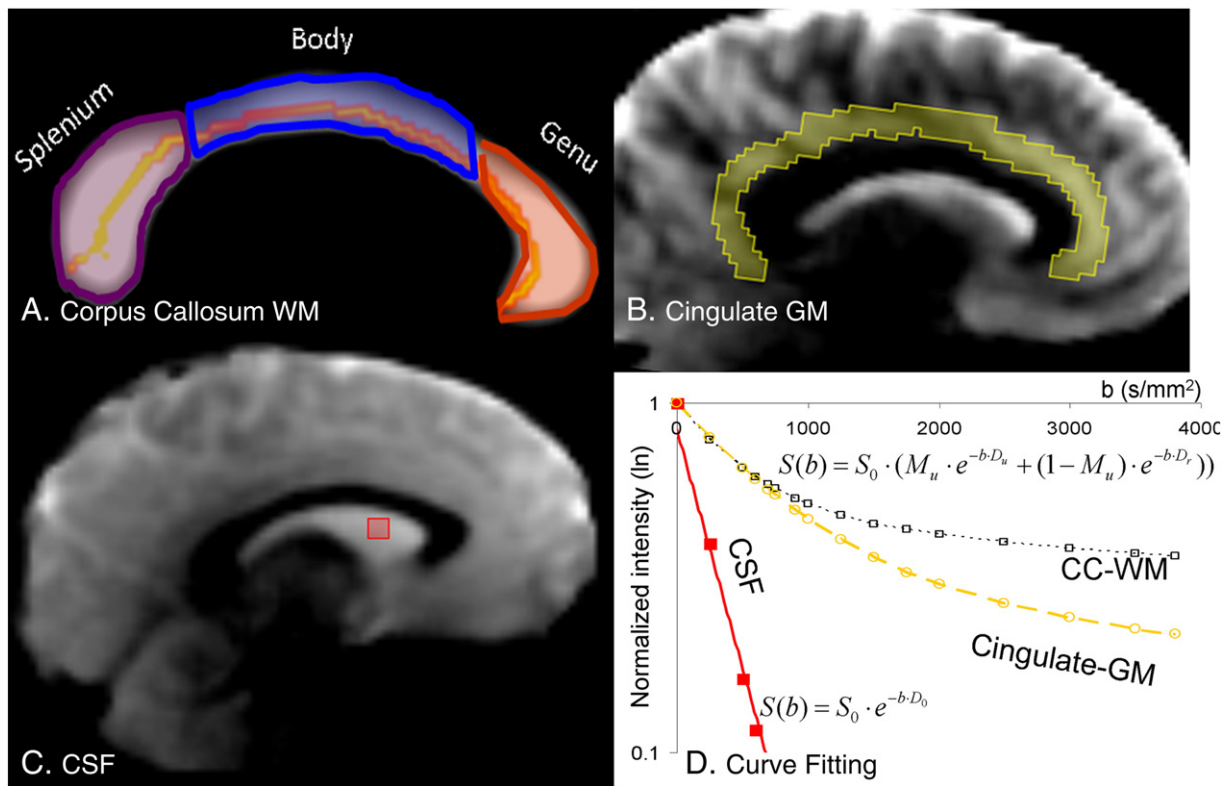 Splenium
Body
Genu
A. Corpus Callosum WM
B. Cingulate GM
C. CSF
b (s/mm²)
1
0 1000 2000 3000 4000
S(b) = S₀ · (Mᵤ · e^{-b·Dᵤ} + (1 − Mᵤ) · e^{-b·Dᵣ})
CSF
CC-WM
Cingulate-GM
Normalized intensity (ln)
S(b) = S₀ · e^{-b·D₀}
0.1
D. Curve Fitting